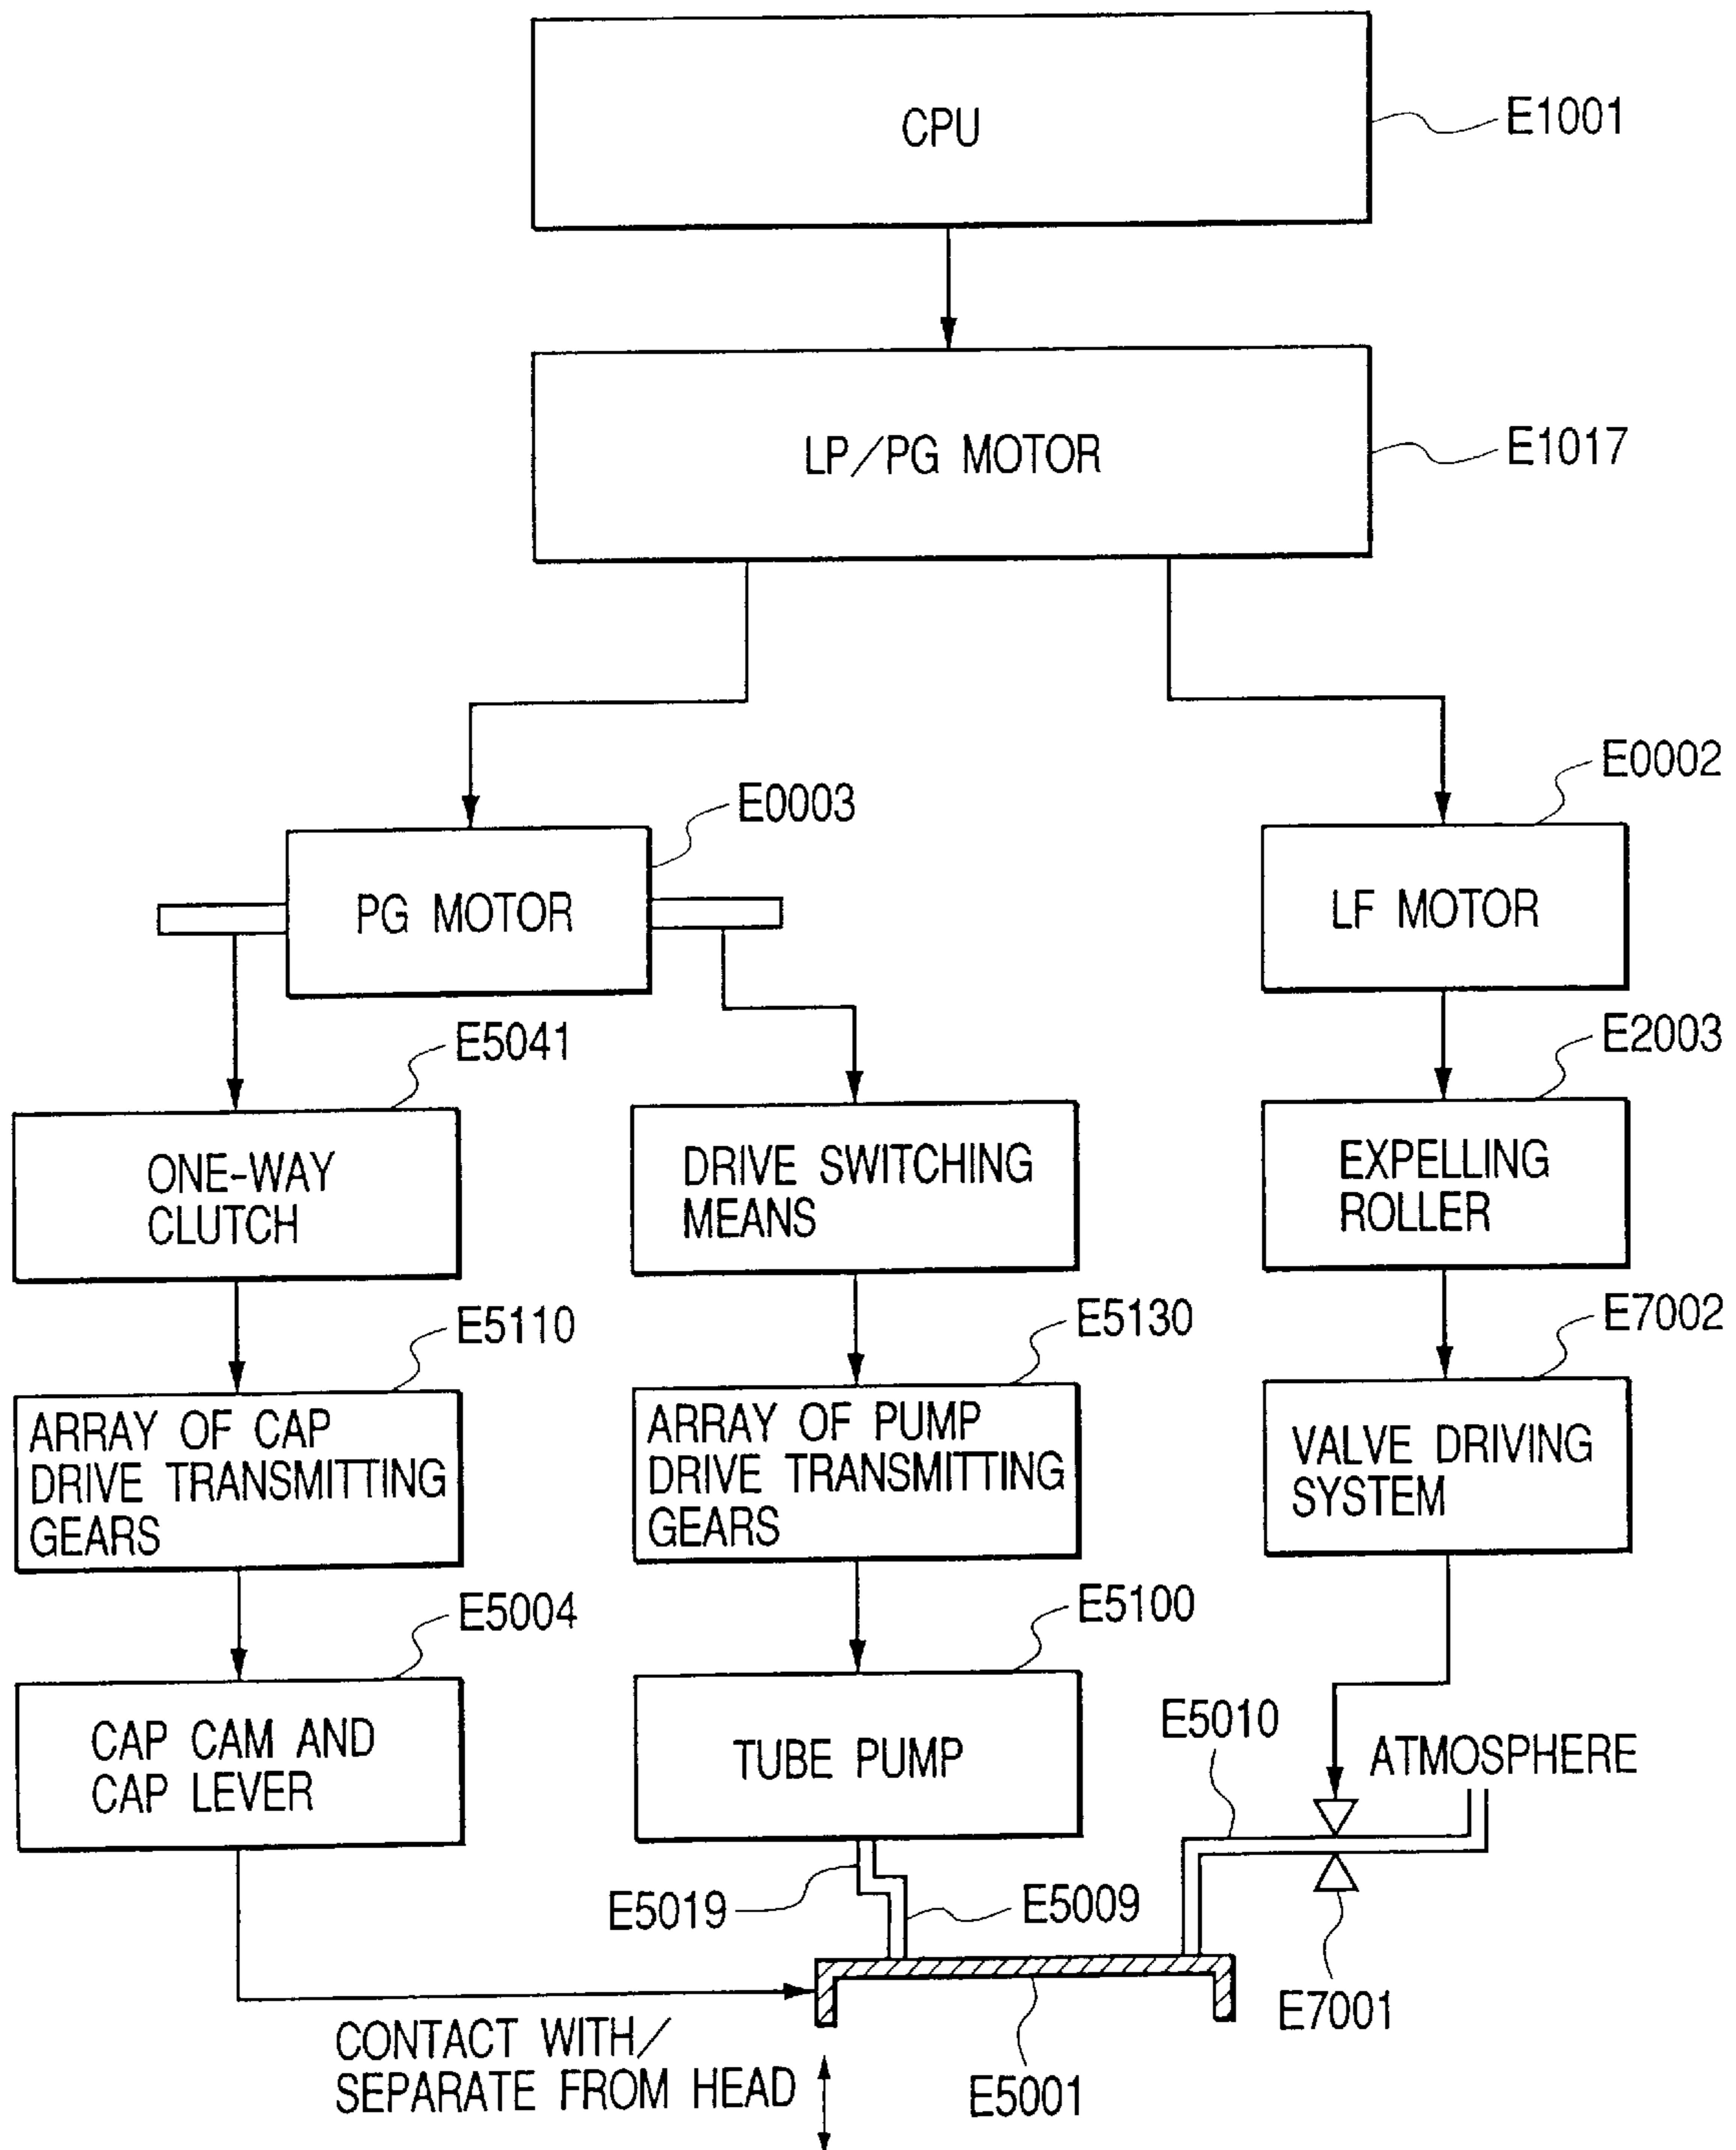 CPU
E1001
LP/PG MOTOR
E1017
E0003
PG MOTOR
E0002
LF MOTOR
E5041
ONE-WAY
CLUTCH
DRIVE SWITCHING
MEANS
E2003
EXPELLING
ROLLER
E5110
ARRAY OF CAP
DRIVE TRANSMITTING
GEARS
E5130
ARRAY OF PUMP
DRIVE TRANSMITTING
GEARS
E7002
VALVE DRIVING
SYSTEM
E5004
CAP CAM AND
CAP LEVER
E5100
TUBE PUMP
E5010
ATMOSPHERE
E5019
E5009
E7001
CONTACT WITH/
SEPARATE FROM HEAD
E5001